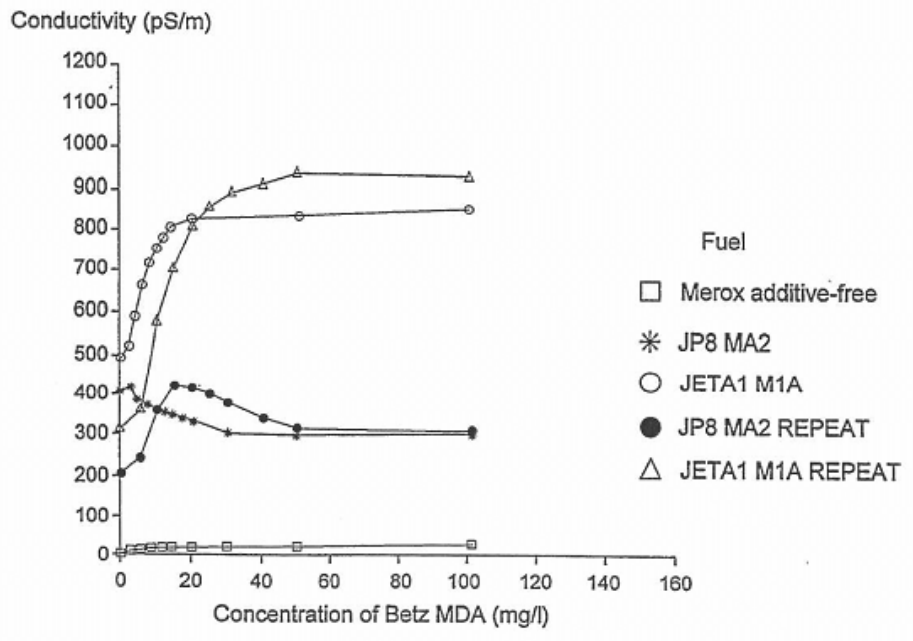 Conductivity (pS/m)
1200
1100
1000
900
800
700
600
500
400
300
200
100
0
0 20 40 60 80 100 120 140 160
Concentration of Betz MDA (mg/l)
Fuel
Merox additive-free
JP8 MA2
JETA1 M1A
JP8 MA2 REPEAT
JETA1 M1A REPEAT